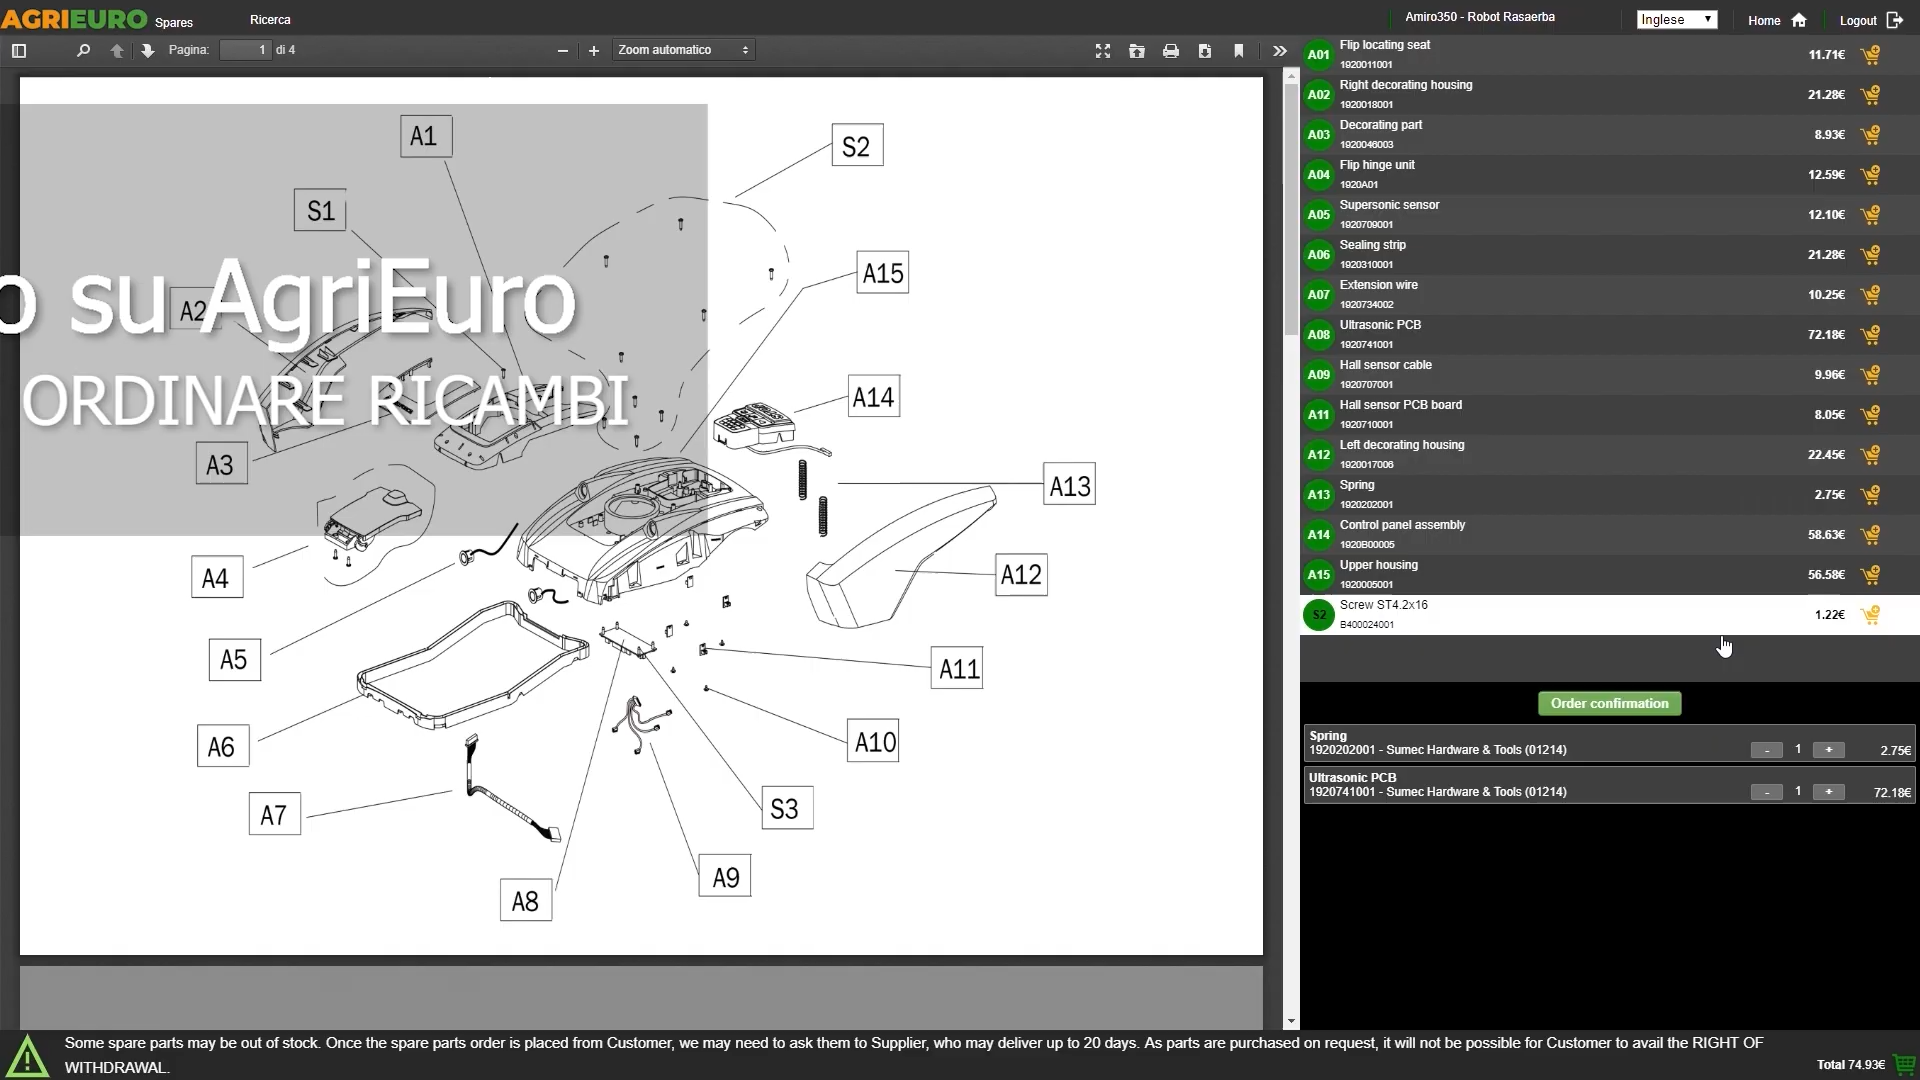 AGRIEURO Spares
Ricerca
Amiro350 - Robot Rasaerba
Inglese
Home
Logout
Pagina: 1 di 4
Zoom automatico
A1
S2
S1
A15
A2
o su AgriEuro
ORDINARE RICAMBI
A14
A3
A13
A4
A12
A5
A11
A6
A10
A7
S3
A9
A8
A01 Flip locating seat 11.71€
1920011001
A02 Right decorating housing 21.28€
1920018001
A03 Decorating part 8.93€
1920046003
A04 Flip hinge unit 12.59€
1920A01
A05 Supersonic sensor 12.10€
1920709001
A06 Sealing strip 21.28€
1920310001
A07 Extension wire 10.25€
1920734002
A08 Ultrasonic PCB 72.18€
1920741001
A09 Hall sensor cable 9.96€
1920707001
A11 Hall sensor PCB board 8.05€
1920710001
A12 Left decorating housing 22.45€
1920017006
A13 Spring 2.75€
1920202001
A14 Control panel assembly 58.63€
1920B00005
A15 Upper housing 56.58€
1920005001
S2 Screw ST4.2x16 1.22€
B400024001
Order confirmation
Spring
1920202001 - Sumec Hardware & Tools (01214) - 1 + 2.75€
Ultrasonic PCB
1920741001 - Sumec Hardware & Tools (01214) - 1 + 72.18€
Some spare parts may be out of stock. Once the spare parts order is placed from Customer, we may need to ask them to Supplier, who may deliver up to 20 days. As parts are purchased on request, it will not be possible for Customer to avail the RIGHT OF
WITHDRAWAL.
Total 74.93€